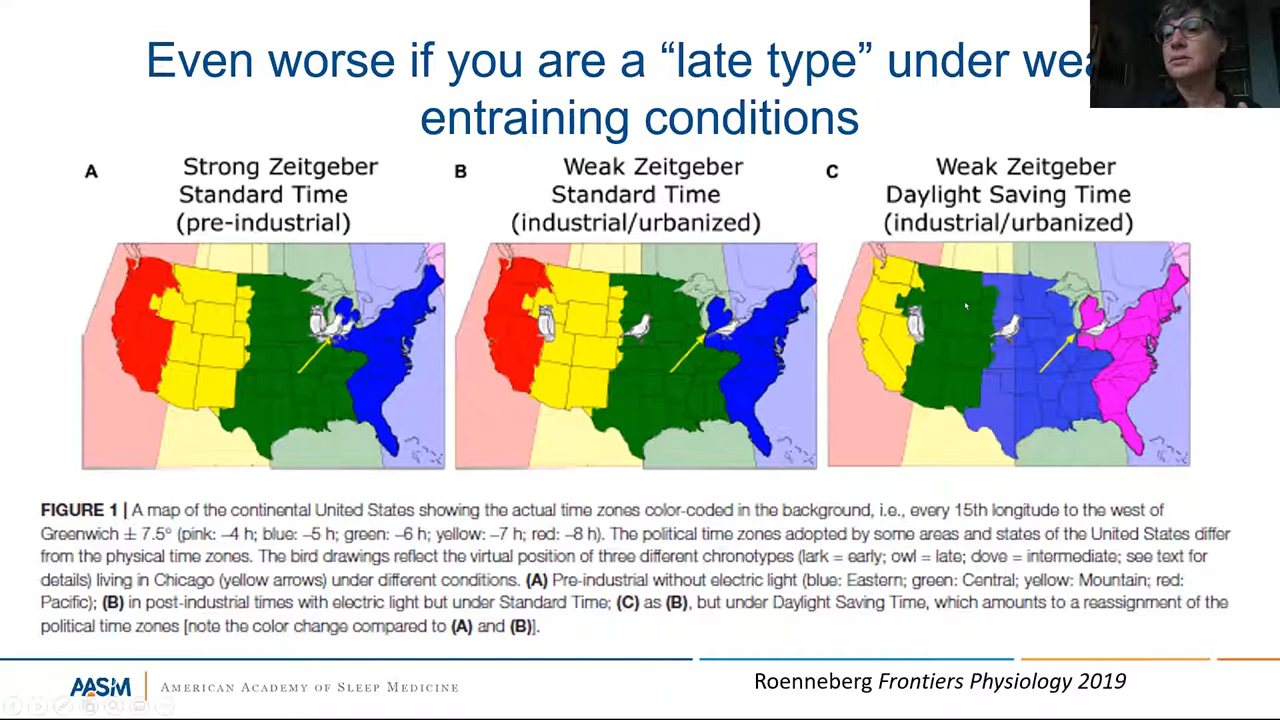 Even worse if you are a “late type” under wea
entraining conditions
A
Strong Zeitgeber
Standard Time
(pre-industrial)
B
Weak Zeitgeber
Standard Time
(industrial/urbanized)
C
Weak Zeitgeber
Daylight Saving Time
(industrial/urbanized)
FIGURE 1 | A map of the continental United States showing the actual time zones color-coded in the background, i.e., every 15th longitude to the west of
Greenwich ± 7.5° (pink: –4 h; blue: –5 h; green: –6 h; yellow: –7 h; red: –8 h). The political time zones adopted by some areas and states of the United States differ
from the physical time zones. The bird drawings reflect the virtual position of three different chronotypes (lark = early; owl = late; dove = intermediate; see text for
details) living in Chicago (yellow arrows) under different conditions. (A) Pre-industrial without electric light (blue: Eastern; green: Central; yellow: Mountain; red:
Pacific); (B) in post-industrial times with electric light but under Standard Time; (C) as (B), but under Daylight Saving Time, which amounts to a reassignment of the
political time zones [note the color change compared to (A) and (B)].
AASM
AMERICAN ACADEMY OF SLEEP MEDICINE
Roenneberg Frontiers Physiology 2019